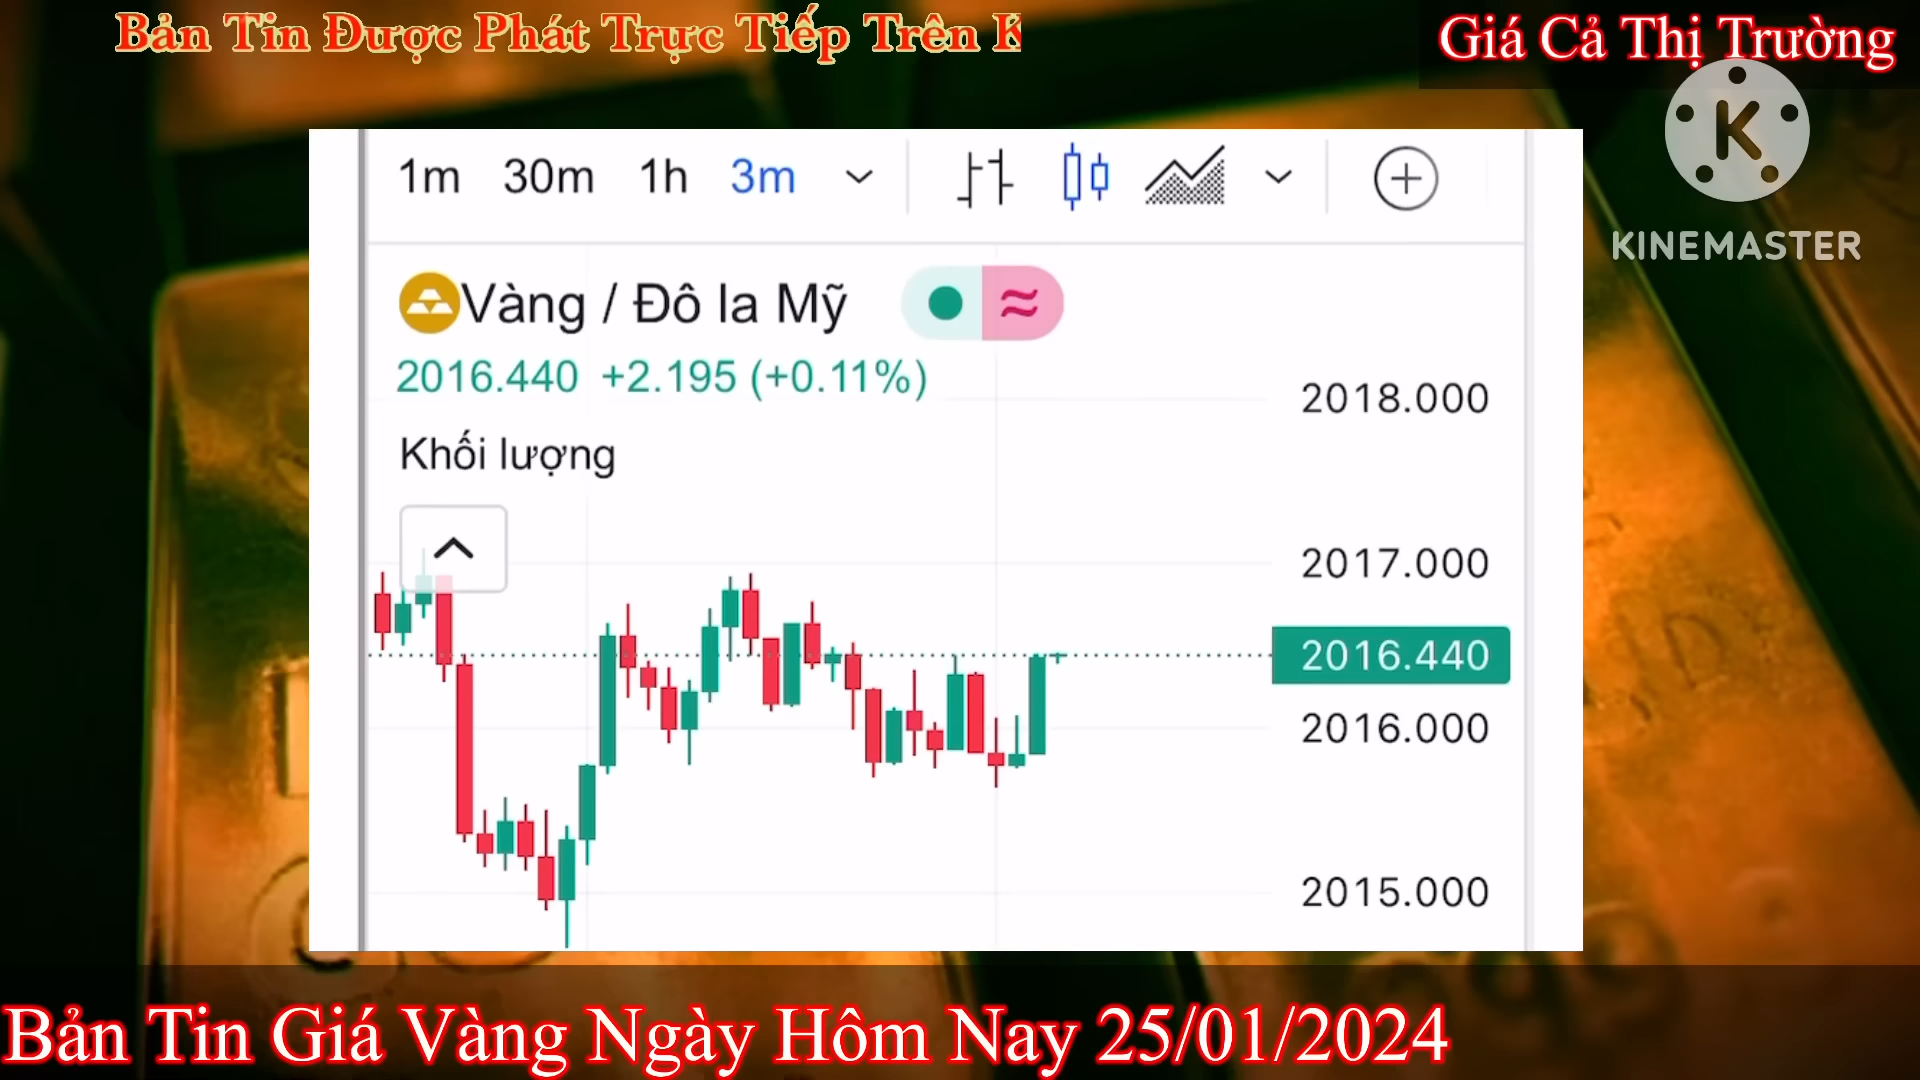 Bản Tin Được Phát Trực Tiếp Trên K
Giá Cả Thị Trường
K
KINEMASTER
1m 30m 1h 3m
Vàng / Đô la Mỹ
2016.440 +2.195 (+0.11%)
Khối lượng
2018.000
2017.000
2016.440
2016.000
2015.000
Bản Tin Giá Vàng Ngày Hôm Nay 25/01/2024